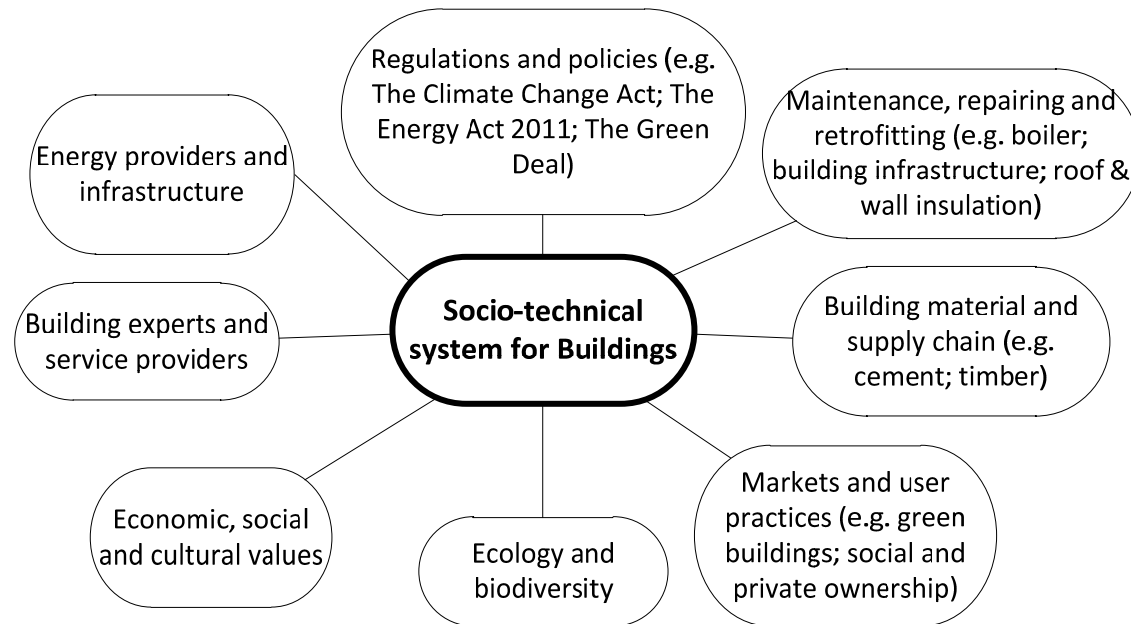 Regulations and policies (e.g.
The Climate Change Act; The
Energy Act 2011; The Green
Deal)
Maintenance, repairing and
retrofitting (e.g. boiler;
building infrastructure; roof &
wall insulation)
Energy providers and
infrastructure
Socio-technical
system for Buildings
Building experts and
service providers
Building material and
supply chain (e.g.
cement; timber)
Economic, social
and cultural values
Ecology and
biodiversity
Markets and user
practices (e.g. green
buildings; social and
private ownership)